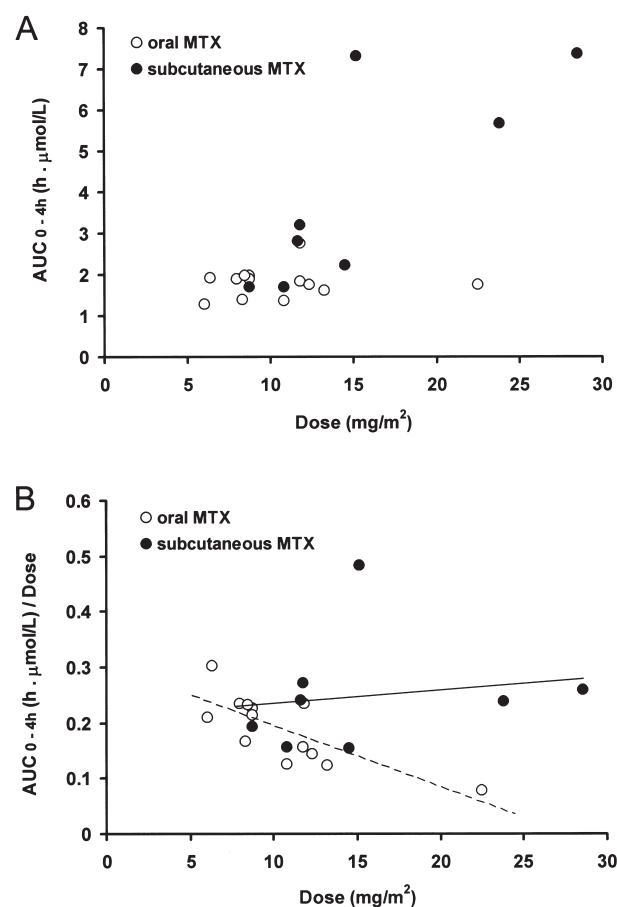 A
oral MTX
subcutaneous MTX
8
7
6
5
4
3
2
1
0
AUC 0 - 4h (h . μmol/L)
0 5 10 15 20 25 30
Dose (mg/m²)
B
oral MTX
subcutaneous MTX
0.6
0.5
0.4
0.3
0.2
0.1
0
AUC 0 - 4h (h . μmol/L) / Dose
0 5 10 15 20 25 30
Dose (mg/m²)